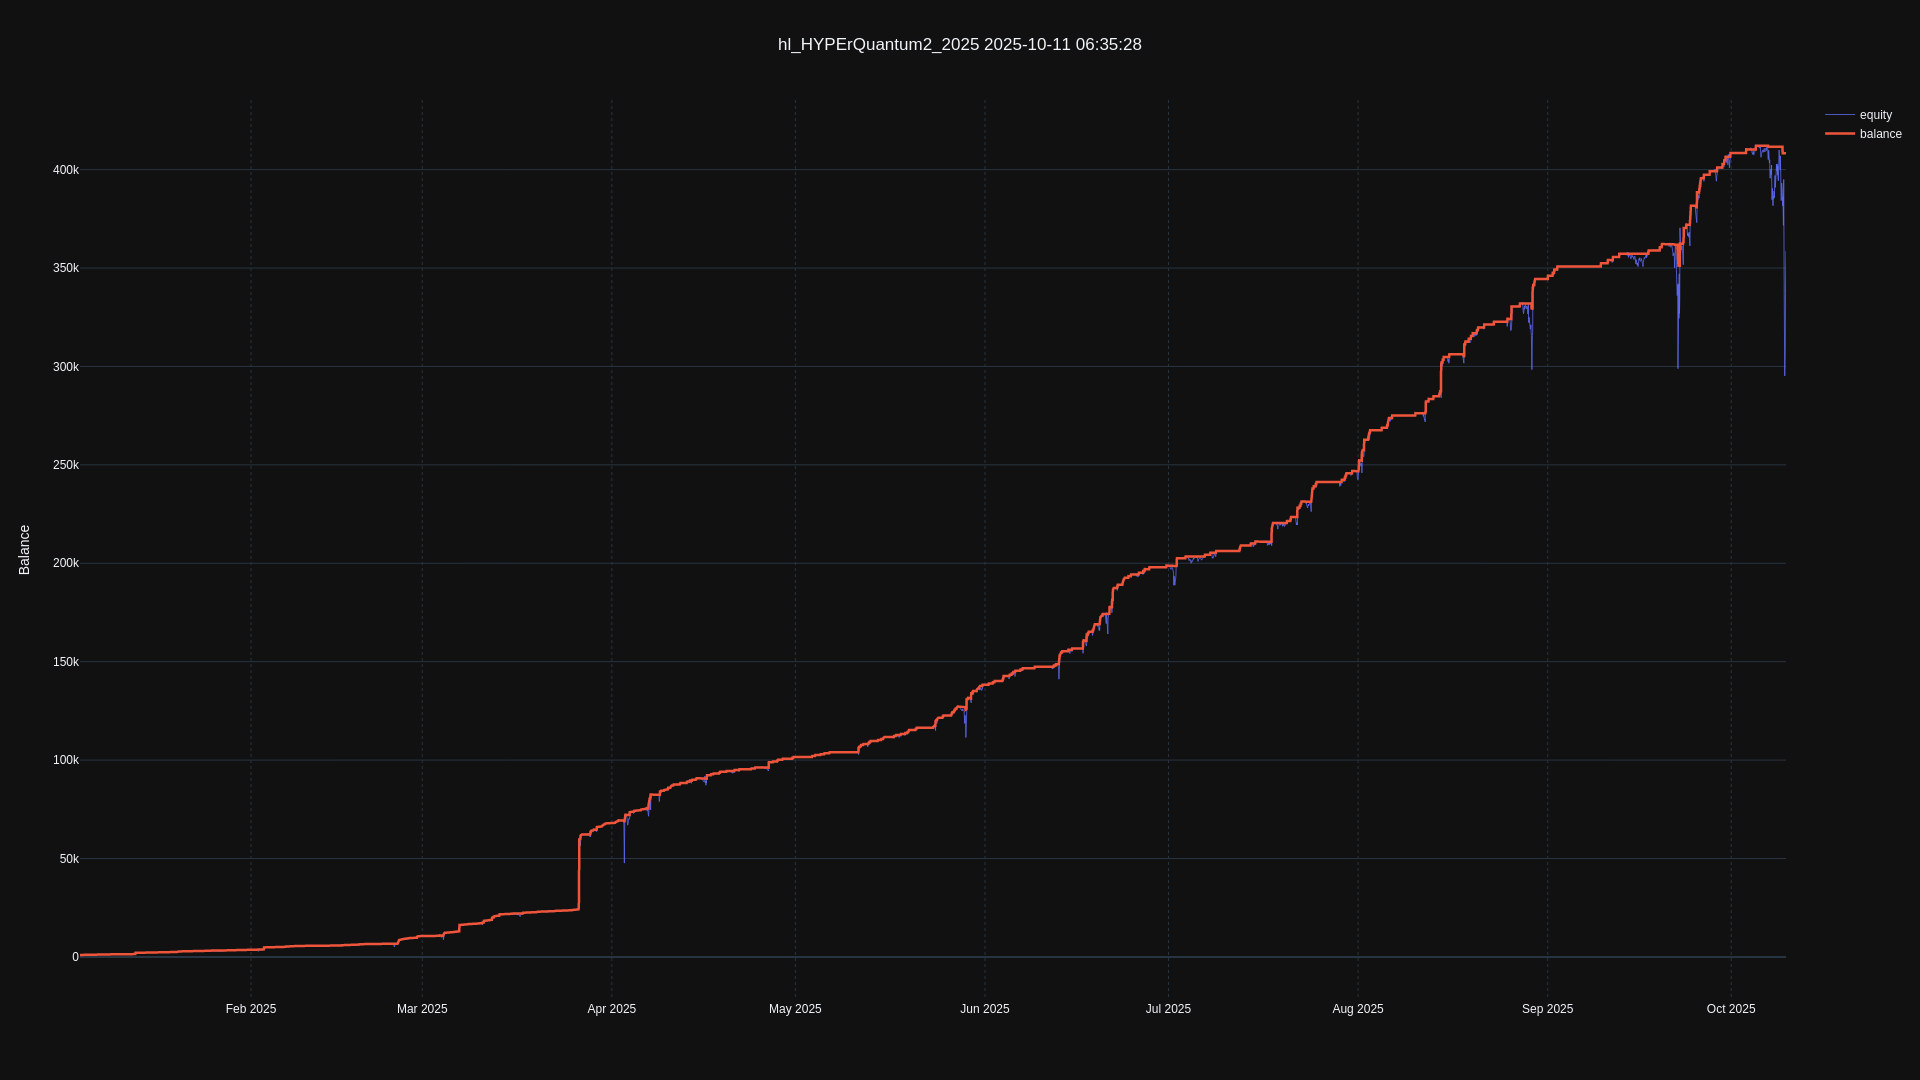 hl_HYPErQuantum2_2025 2025-10-11 06:35:28
equity
balance
400k
350k
300k
250k
200k
150k
100k
50k
0
Balance
Feb 2025
Mar 2025
Apr 2025
May 2025
Jun 2025
Jul 2025
Aug 2025
Sep 2025
Oct 2025